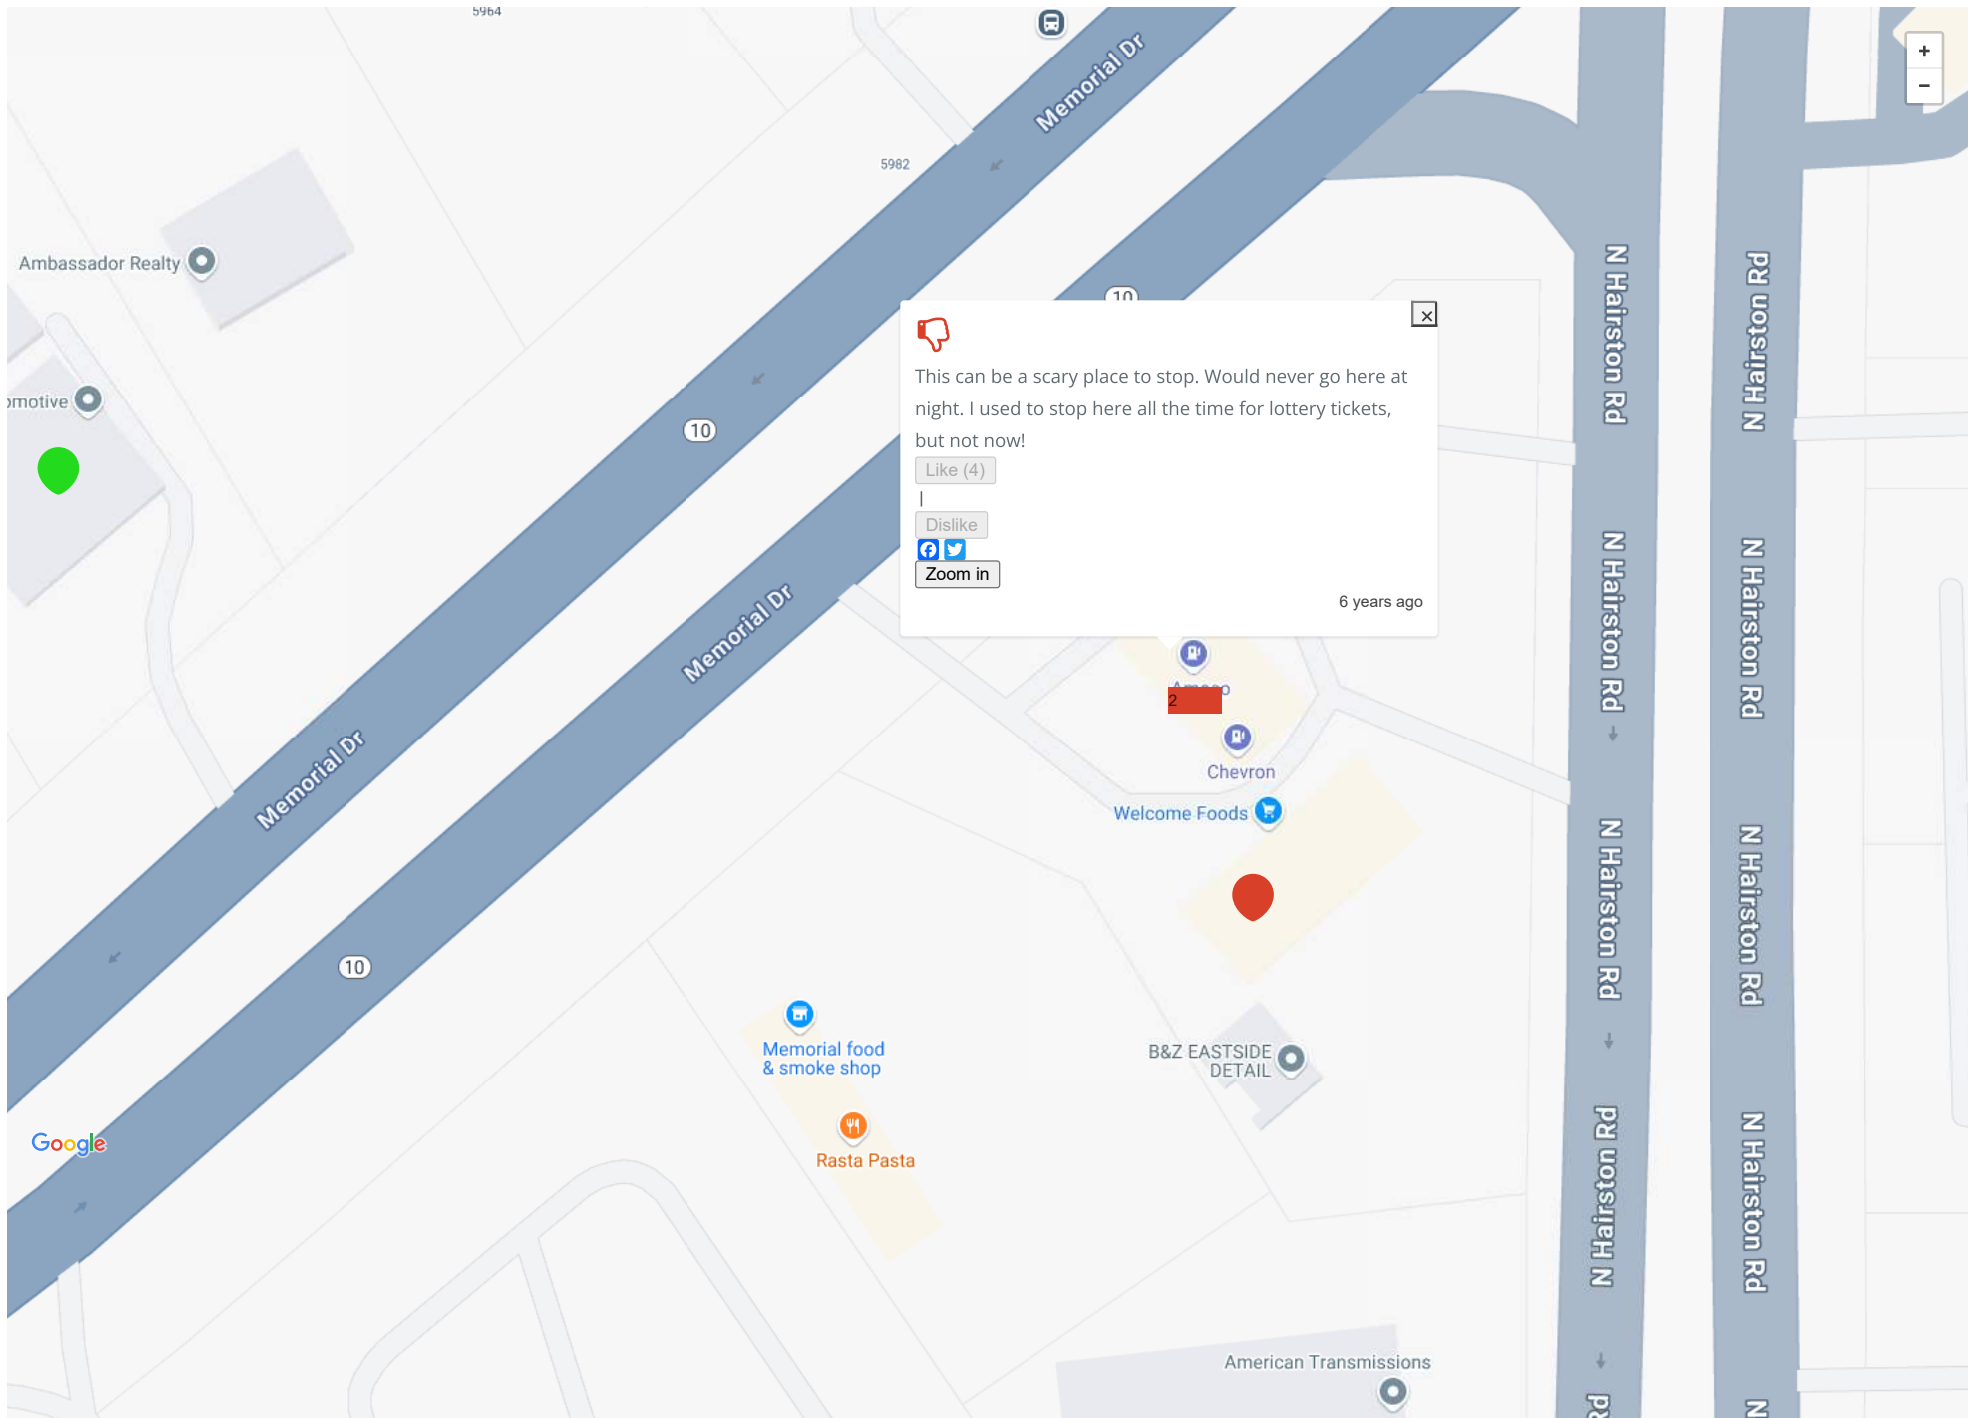 5964
Memorial Dr
+
−
5982
Ambassador Realty
N Hairston Rd
N Hairston Rd
10
×
This can be a scary place to stop. Would never go here at
night. I used to stop here all the time for lottery tickets,
but not now!
Like (4)
|
Dislike
Zoom in
6 years ago
omotive
10
N Hairston Rd
N Hairston Rd
Memorial Dr
Amoco
2
Chevron
Welcome Foods
Memorial Dr
N Hairston Rd
N Hairston Rd
10
Memorial food
& smoke shop
B&Z EASTSIDE
DETAIL
Google
Rasta Pasta
N Hairston Rd
N Hairston Rd
American Transmissions
Rd
N